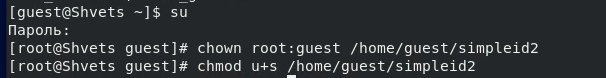 [guest@Shvets ~]$ su
Пароль:
[root@Shvets guest]# chown root:guest /home/guest/simpleid2
[root@Shvets guest]# chmod u+s /home/guest/simpleid2